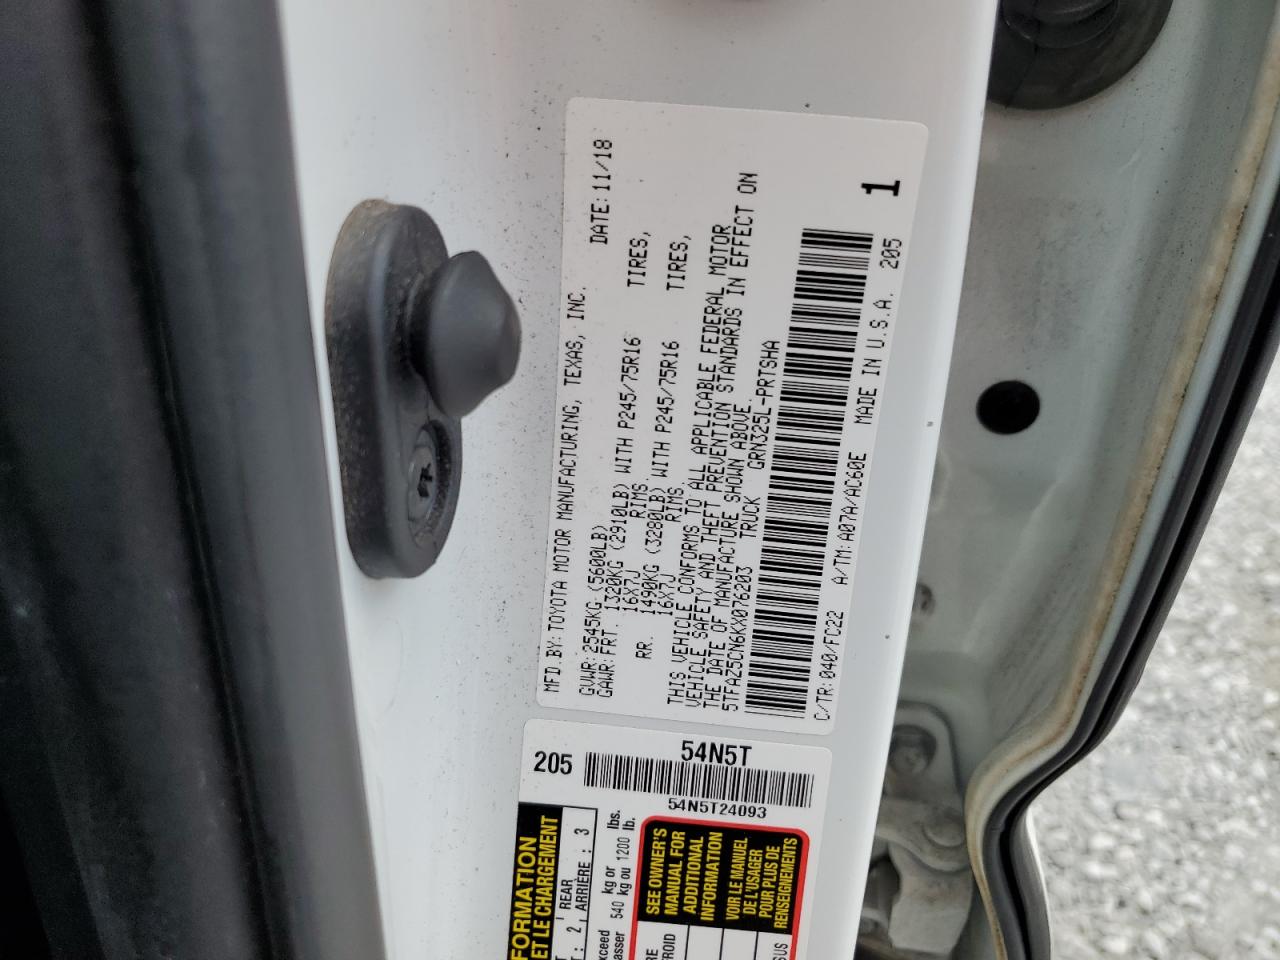 MFD.BY:TOYOTA MOTOR MANUFACTURING, TEXAS, INC. DATE:11/18
GVWR:2545KG (5600LB)
GAWR:FRT. 1320KG (2910LB) WITH P245/75R16 TIRES,
16X7J RIMS
RR. 1490KG (3280LB) WITH P245/75R16 TIRES,
16X7J RIMS
THIS VEHICLE CONFORMS TO ALL APPLICABLE FEDERAL MOTOR
VEHICLE SAFETY AND THEFT PREVENTION STANDARDS IN EFFECT ON
THE DATE OF MANUFACTURE SHOWN ABOVE.
5TFAZ5CN6KX076203 TRUCK GRN325L-PRTSHA
C/TR:040/FC22 A/TM:A07A/AC60E MADE IN U.S.A. 205
1
205 54N5T
54N5T24093
FORMATION
ET LE CHARGEMENT
REAR
: 2 ARRIÈRE : 3
xceed kg or lbs.
asser 540 kg ou 1200 lb.
SEE OWNER'S
MANUAL FOR
ADDITIONAL
INFORMATION
VOIR LE MANUEL
DE L'USAGER
POUR PLUS DE
RENSEIGNEMENTS
RE
FROID
SUS